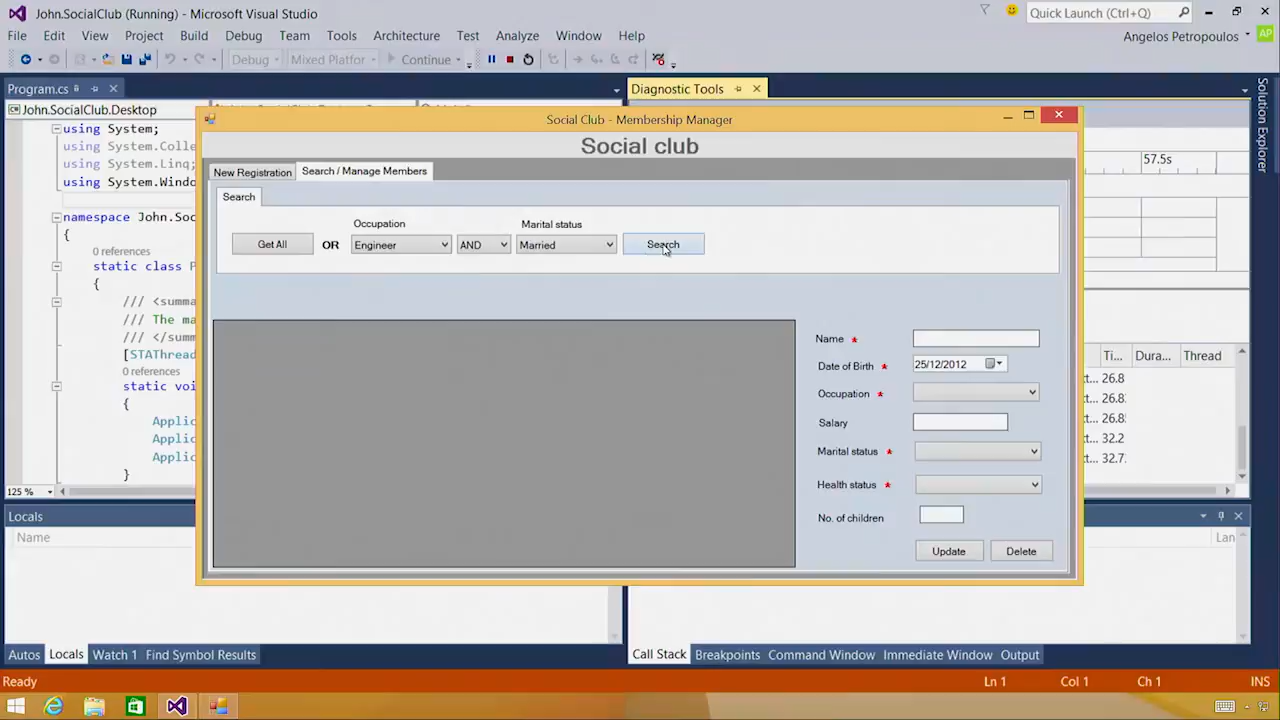 John.SocialClub (Running) - Microsoft Visual Studio
Quick Launch (Ctrl+Q)
File Edit View Project Build Debug Team Tools Architecture Test Analyze Window Help
Angelos Petropoulos AP
Debug Mixed Platfor Continue
Program.cs
Diagnostic Tools
Solution Explorer
John.SocialClub.Desktop
Social Club - Membership Manager
Social club
using System;
using System.Colle
using System.Linq;
using System.Window
57.5s
New Registration Search / Manage Members
Search
Occupation Marital status
Get All OR Engineer AND Married Search
namespace John.Soc
{
0 references
static class P
{
/// <summa
/// The ma
/// </summ
[STAThread
0 references
static voi
{
Applic
Applic
Applic
}
Name *
Date of Birth * 25/12/2012
Occupation *
Salary
Marital status *
Health status *
No. of children
Update Delete
Ti... Dura... Thread
tt... 26.8
tt... 26.8
tt... 26.8
tt... 32.2
tt... 32.7
125 %
Locals
Name
Lan
Autos Locals Watch 1 Find Symbol Results
Call Stack Breakpoints Command Window Immediate Window Output
Ready
Ln 1 Col 1 Ch 1 INS